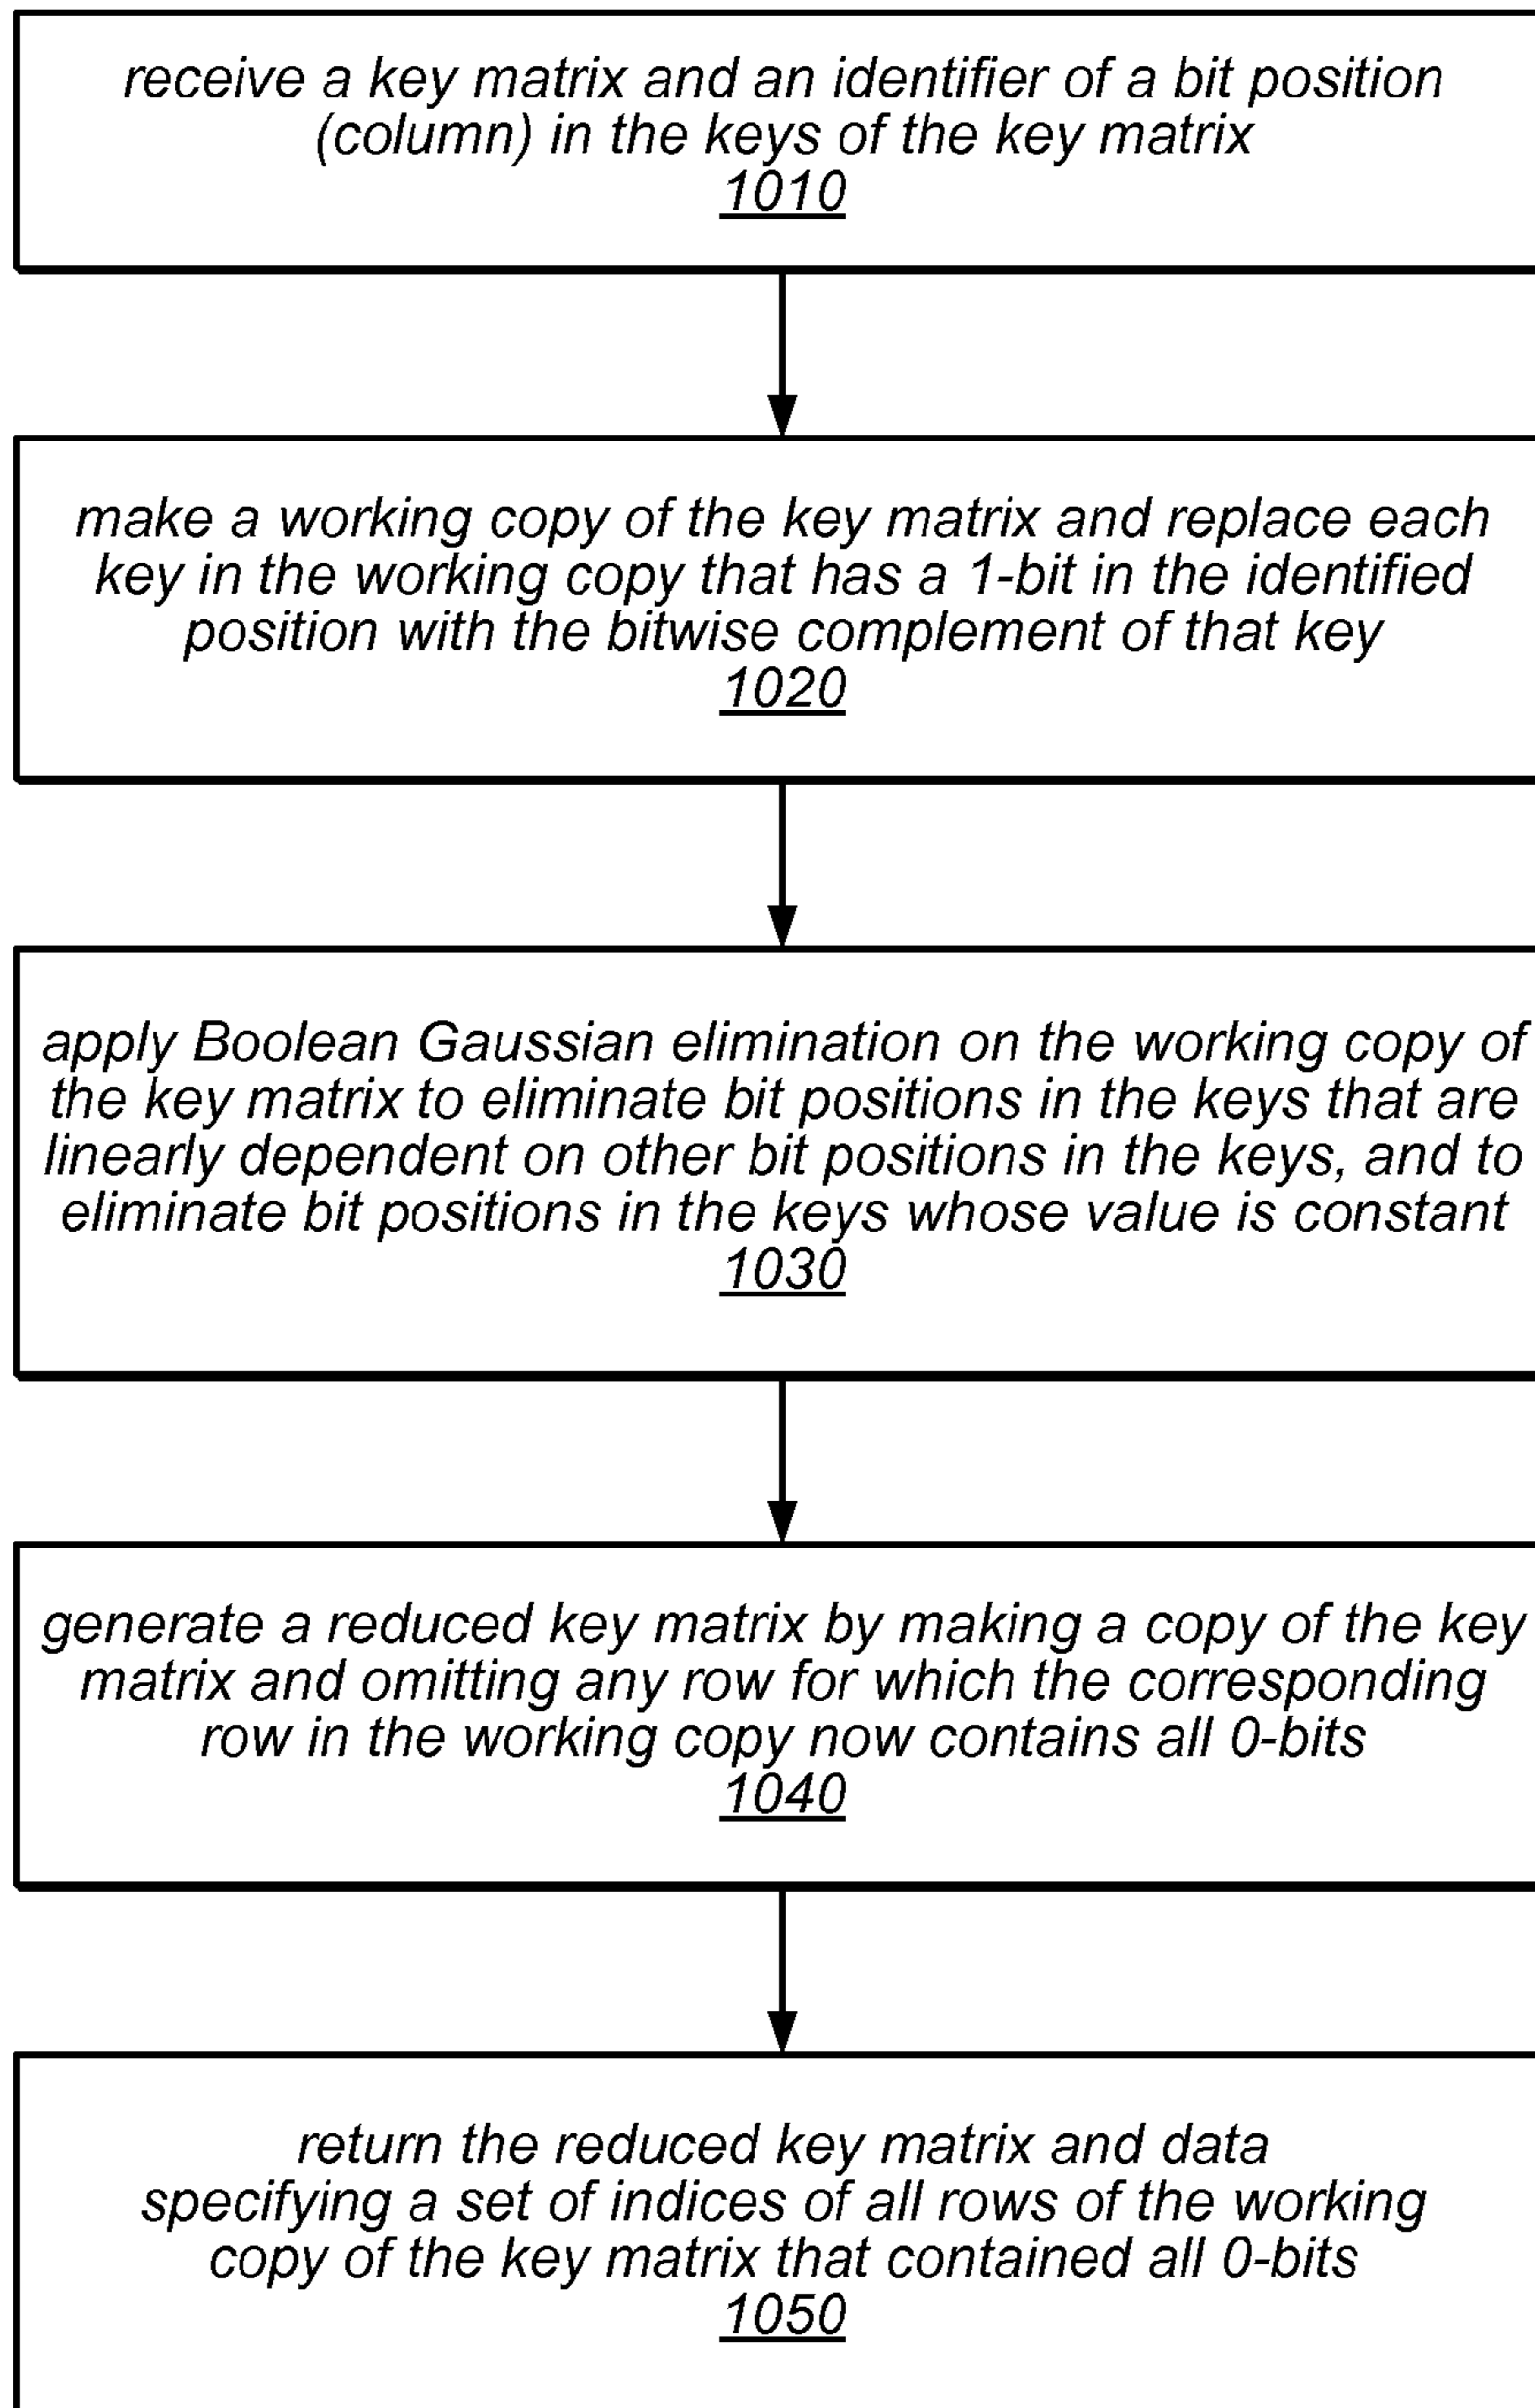 receive a key matrix and an identifier of a bit position
(column) in the keys of the key matrix
1010
make a working copy of the key matrix and replace each
key in the working copy that has a 1-bit in the identified
position with the bitwise complement of that key
1020
apply Boolean Gaussian elimination on the working copy of
the key matrix to eliminate bit positions in the keys that are
linearly dependent on other bit positions in the keys, and to
eliminate bit positions in the keys whose value is constant
1030
generate a reduced key matrix by making a copy of the key
matrix and omitting any row for which the corresponding
row in the working copy now contains all 0-bits
1040
return the reduced key matrix and data
specifying a set of indices of all rows of the working
copy of the key matrix that contained all 0-bits
1050